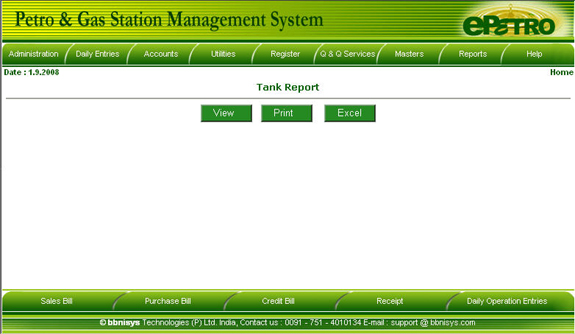 Petro & Gas Station Management System
ePETRO
Administration Daily Entries Accounts Utilities Register Q & Q Services Masters Reports Help
Date : 1.9.2008 Home
Tank Report
View Print Excel
Sales Bill Purchase Bill Credit Bill Receipt Daily Operation Entries
© bbnisys Technologies (P) Ltd. India, Contact us : 0091 - 751 - 4010134 E-mail : support @ bbnisys.com